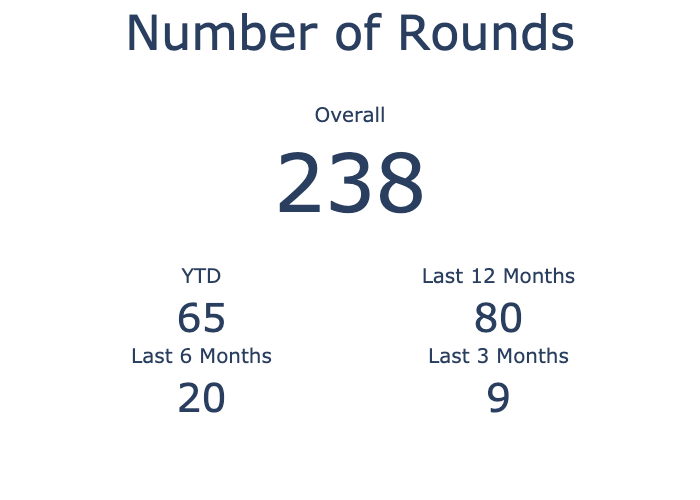 Number of Rounds
Overall
238
YTD
Last 12 Months
65
80
Last 6 Months
Last 3 Months
20
9